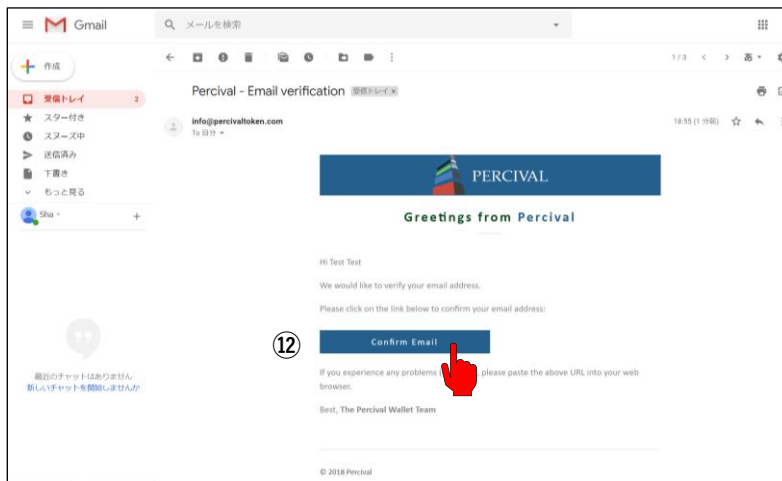 Gmail
メールを検索
作成
1/3
あ
受信トレイ 2
スター付き
スヌーズ中
送信済み
下書き
もっと見る
Sha
Percival - Email verification 受信トレイ x
info@percivaltoken.com
To 自分
18:55 (1 分前)
PERCIVAL
Greetings from Percival
Hi Test Test
We would like to verify your email address.
Please click on the link below to confirm your email address:
⑫
Confirm Email
If you experience any problems please paste the above URL into your web
browser.
Best, The Percival Wallet Team
© 2018 Percival
最近のチャットはありません
新しいチャットを開始しませんか